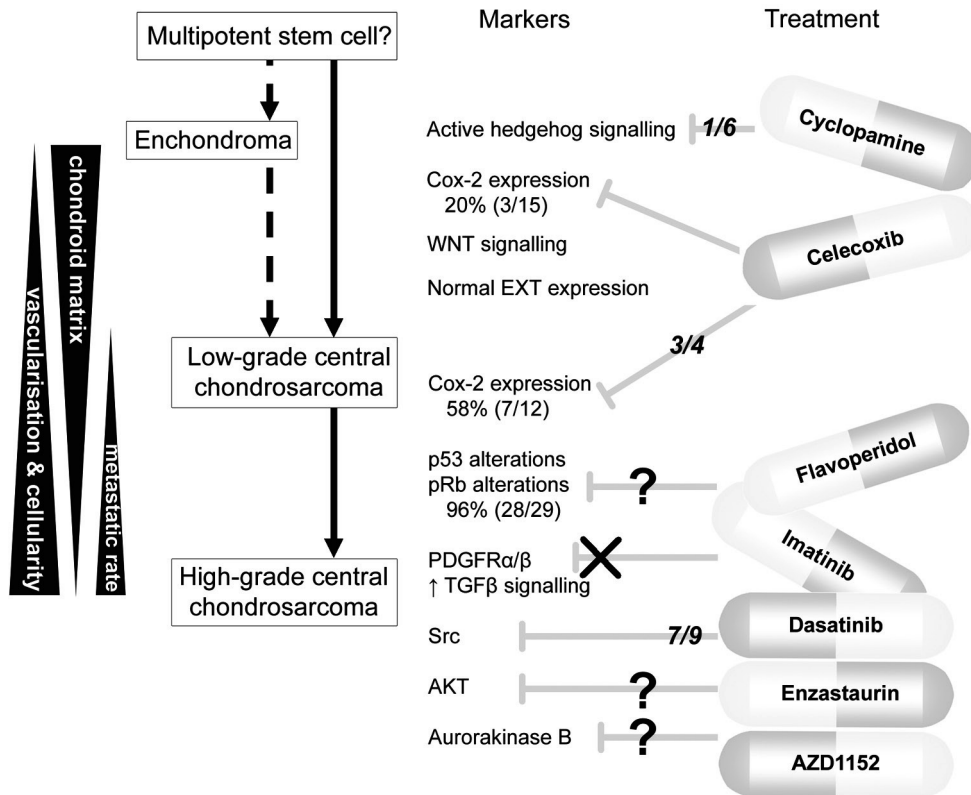 Markers
Treatment
Multipotent stem cell?
Enchondroma
Low-grade central
chondrosarcoma
High-grade central
chondrosarcoma
vascularisation & cellularity
chondroid matrix
metastatic rate
Active hedgehog signalling
1/6
Cyclopamine
Cox-2 expression
20% (3/15)
WNT signalling
Normal EXT expression
Celecoxib
3/4
Cox-2 expression
58% (7/12)
p53 alterations
pRb alterations
96% (28/29)
?
Flavoperidol
PDGFRα/β
↑ TGFβ signalling
Imatinib
Src
7/9
Dasatinib
AKT
?
Enzastaurin
Aurorakinase B
?
AZD1152